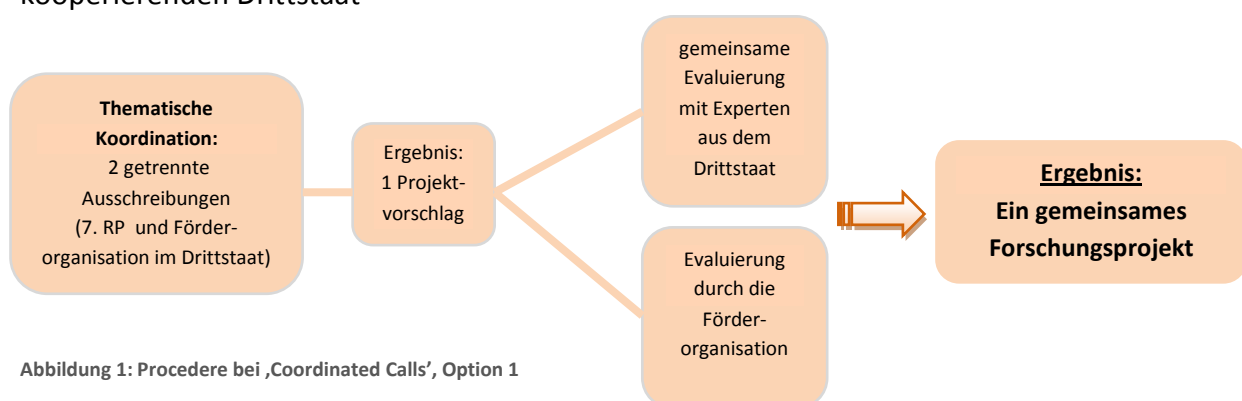 kooperierenden Drittstaat
Thematische
Koordination:
2 getrennte
Ausschreibungen
(7. RP und Förder-
organisation im Drittstaat)
Ergebnis:
1 Projekt-
vorschlag
gemeinsame
Evaluierung
mit Experten
aus dem
Drittstaat
Evaluierung
durch die
Förder-
organisation
Ergebnis:
Ein gemeinsames
Forschungsprojekt
Abbildung 1: Procedere bei ‚Coordinated Calls’, Option 1